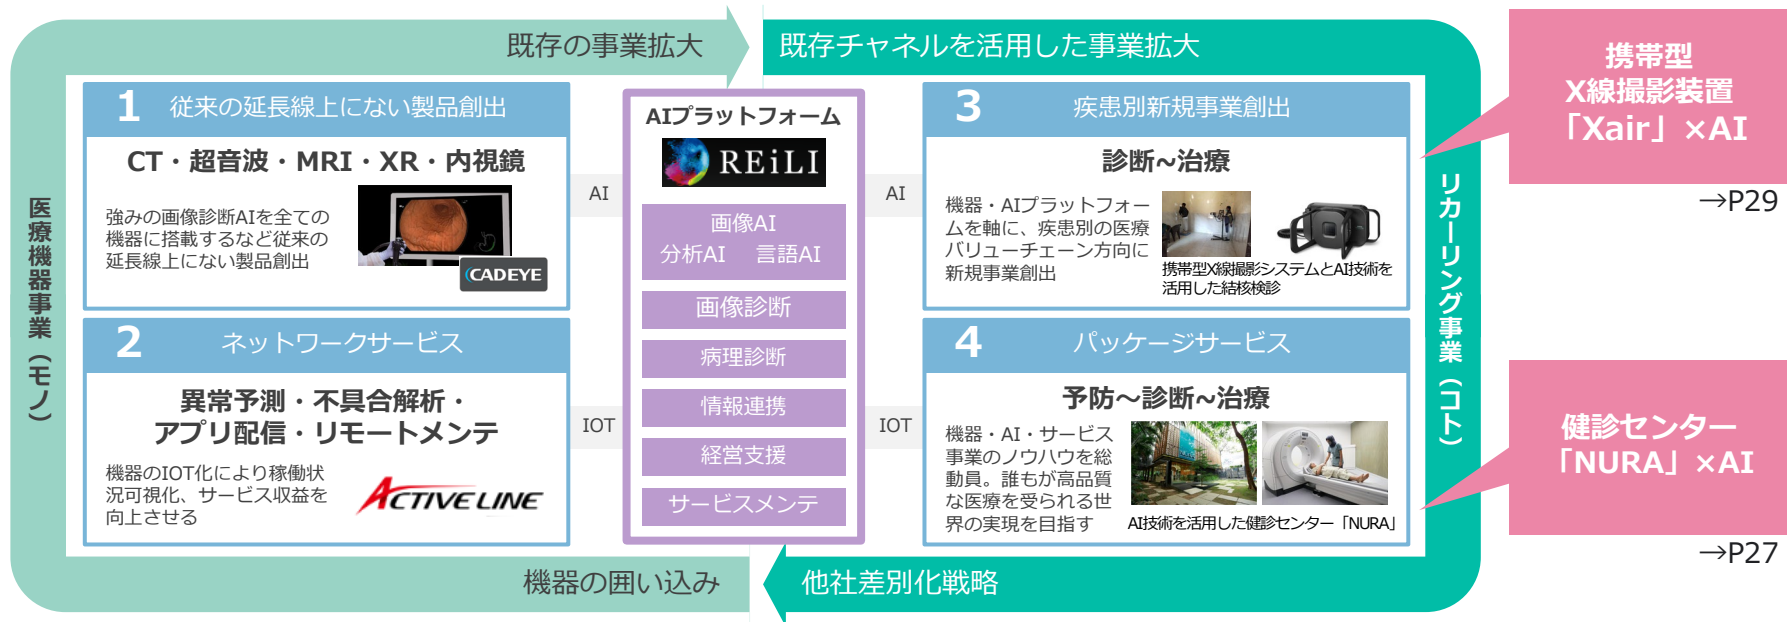 既存の事業拡大
既存チャネルを活用した事業拡大
医療機器事業（モノ）
1 従来の延長線上にない製品創出
CT・超音波・MRI・XR・内視鏡
強みの画像診断AIを全ての
機器に搭載するなど従来の
延長線上にない製品創出
CADEYE
2 ネットワークサービス
異常予測・不具合解析・
アプリ配信・リモートメンテ
機器のIOT化により稼働状
況可視化、サービス収益を
向上させる
ACTIVE LINE
AI
IOT
AIプラットフォーム
REiLI
画像AI
分析AI 言語AI
画像診断
病理診断
情報連携
経営支援
サービスメンテ
AI
IOT
3 疾患別新規事業創出
診断~治療
機器・AIプラットフォー
ムを軸に、疾患別の医療
バリューチェーン方向に
新規事業創出
携帯型X線撮影システムとAI技術を
活用した結核検診
4 パッケージサービス
予防～診断~治療
機器・AI・サービス
事業のノウハウを総
動員。誰もが高品質
な医療を受られる世
界の実現を目指す
AI技術を活用した健診センター「NURA」
リカーリング事業（コト）
機器の囲い込み
他社差別化戦略
携帯型
X線撮影装置
「Xair」×AI
→P29
健診センター
「NURA」×AI
→P27